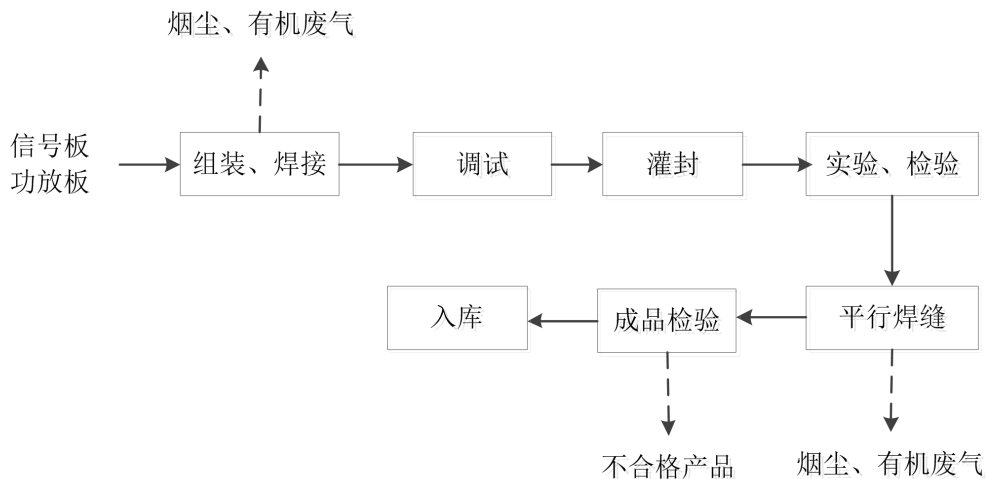 烟尘、有机废气
信号板
功放板
组装、焊接
调试
灌封
实验、检验
入库
成品检验
平行焊缝
不合格产品
烟尘、有机废气